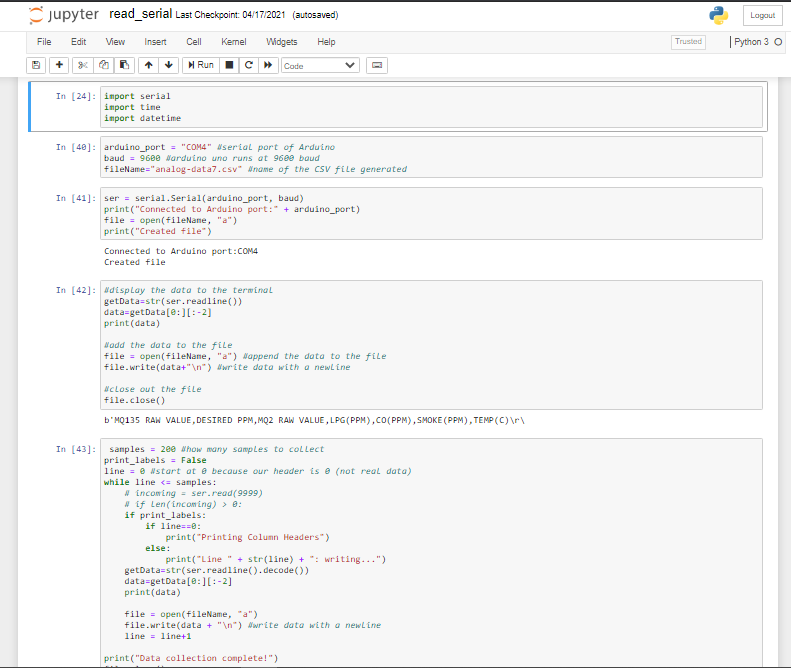 jupyter read_serial Last Checkpoint: 04/17/2021 (autosaved)
Logout
File Edit View Insert Cell Kernel Widgets Help
Trusted Python 3
Run Code
In [24]: import serial
import time
import datetime
In [40]: arduino_port = "COM4" #serial port of Arduino
baud = 9600 #arduino uno runs at 9600 baud
fileName="analog-data7.csv" #name of the CSV file generated
In [41]: ser = serial.Serial(arduino_port, baud)
print("Connected to Arduino port:" + arduino_port)
file = open(fileName, "a")
print("Created file")
Connected to Arduino port:COM4
Created file
In [42]: #display the data to the terminal
getData=str(ser.readline())
data=getData[0:][:-2]
print(data)
#add the data to the file
file = open(fileName, "a") #append the data to the file
file.write(data+"\n") #write data with a newline
#close out the file
file.close()
b'MQ135 RAW VALUE,DESIRED PPM,MQ2 RAW VALUE,LPG(PPM),CO(PPM),SMOKE(PPM),TEMP(C)\r\
In [43]: samples = 200 #how many samples to collect
print_labels = False
line = 0 #start at 0 because our header is 0 (not real data)
while line <= samples:
# incoming = ser.read(9999)
# if len(incoming) > 0:
if print_labels:
if line==0:
print("Printing Column Headers")
else:
print("Line " + str(line) + ": writing...")
getData=str(ser.readline().decode())
data=getData[0:][:-2]
print(data)
file = open(fileName, "a")
file.write(data + "\n") #write data with a newline
line = line+1
print("Data collection complete!")